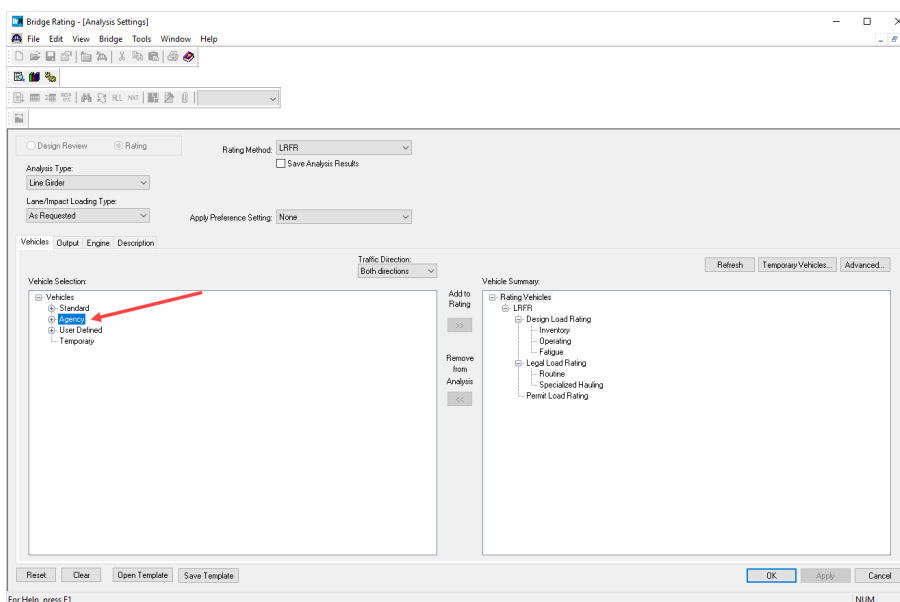 Bridge Rating - [Analysis Settings]
File Edit View Bridge Tools Window Help
Design Review Rating
Rating Method: LRFR
Save Analysis Results
Analysis Type:
Line Girder
Lane/Impact Loading Type:
As Requested
Apply Preference Setting: None
Vehicles Output Engine Description
Traffic Direction:
Both directions
Refresh Temporary Vehicles... Advanced...
Vehicle Selection:
Vehicles
Standard
Agency
User Defined
Temporary
Add to
Rating
>>
Remove
from
Analysis
<<
Vehicle Summary:
Rating Vehicles
LRFR
Design Load Rating
Inventory
Operating
Fatigue
Legal Load Rating
Routine
Specialized Hauling
Permit Load Rating
Reset Clear Open Template Save Template OK Apply Cancel
For Help, press F1 NUM